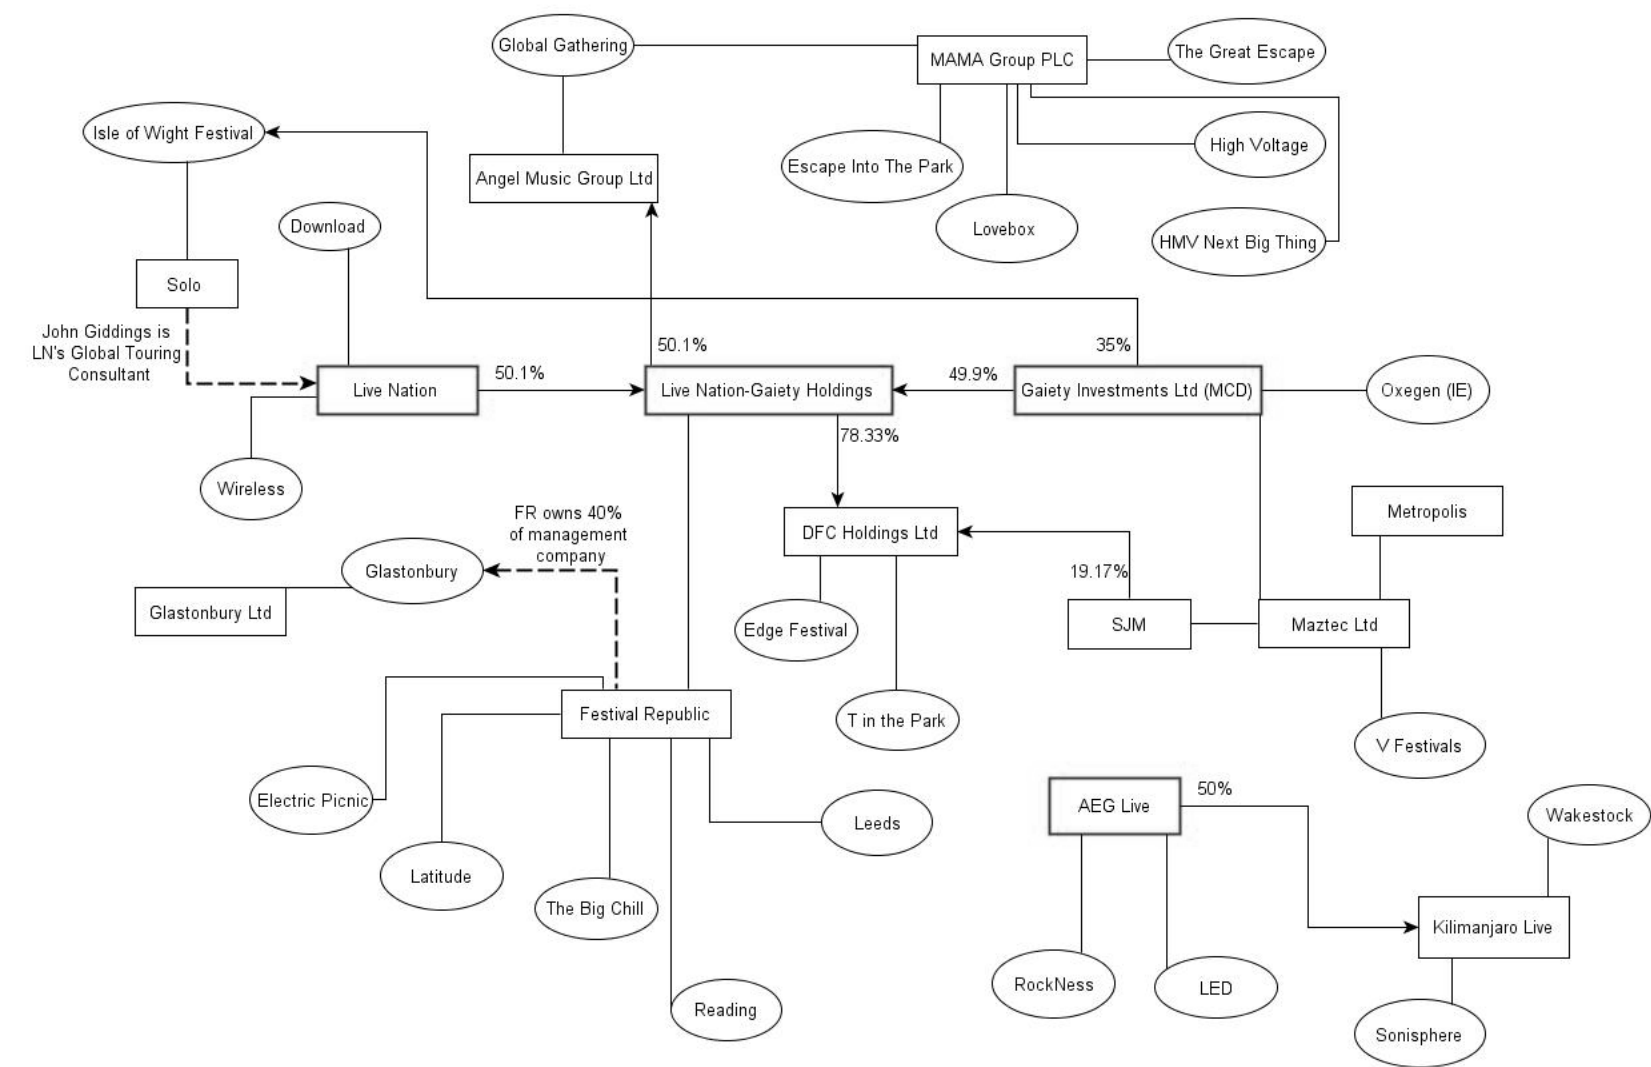 Global Gathering
MAMA Group PLC
The Great Escape
Isle of Wight Festival
High Voltage
Escape Into The Park
Angel Music Group Ltd
Download
Lovebox
HMV Next Big Thing
Solo
John Giddings is
LN's Global Touring
Consultant
50.1%
35%
50.1%
49.9%
Live Nation
Live Nation-Gaiety Holdings
Gaiety Investments Ltd (MCD)
Oxegen (IE)
78.33%
Wireless
FR owns 40%
of management
company
Metropolis
DFC Holdings Ltd
Glastonbury
19.17%
Glastonbury Ltd
Edge Festival
SJM
Maztec Ltd
Festival Republic
T in the Park
V Festivals
Electric Picnic
AEG Live
50%
Wakestock
Leeds
Latitude
The Big Chill
Kilimanjaro Live
RockNess
LED
Reading
Sonisphere